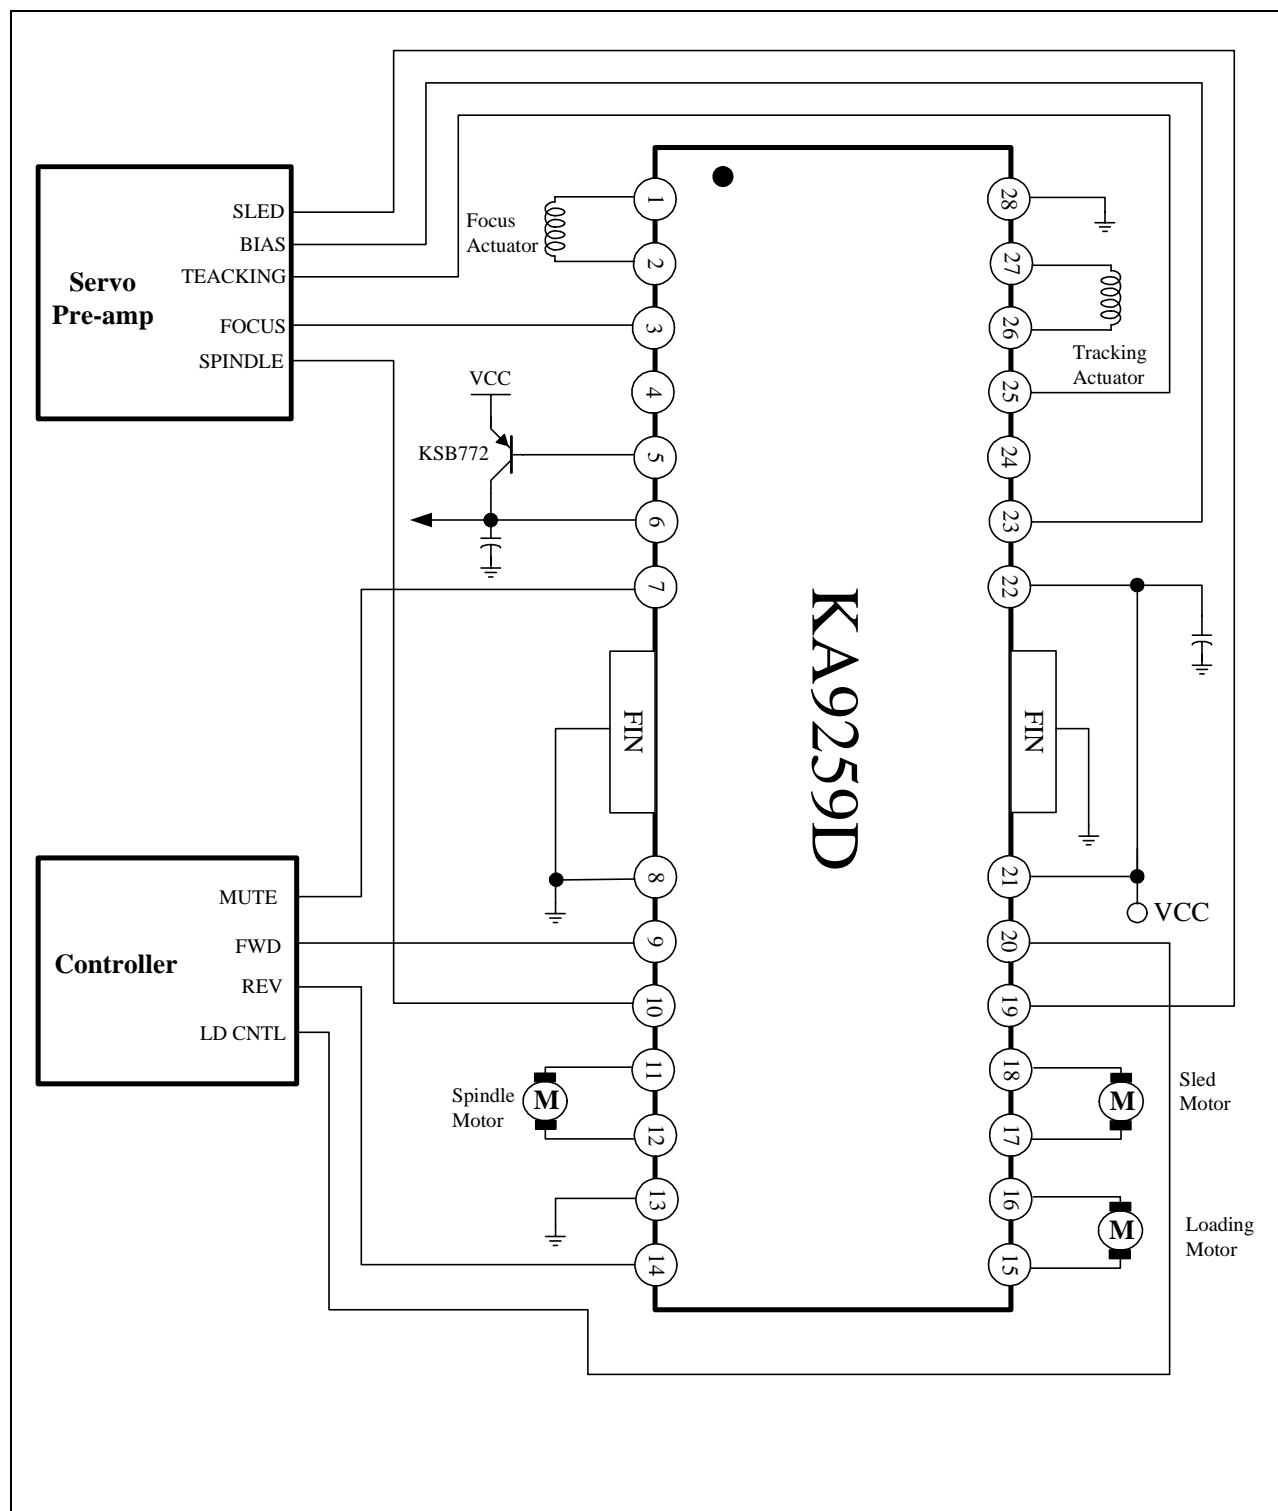 Servo
Pre-amp
SLED
BIAS
TEACKING
FOCUS
SPINDLE
Focus
Actuator
VCC
KSB772
Controller
MUTE
FWD
REV
LD CNTL
Spindle
Motor
M
1
2
3
4
5
6
7
FIN
8
9
10
11
12
13
14
KA9259D
28
27
26
25
24
23
22
FIN
21
20
19
18
17
16
15
Tracking
Actuator
VCC
M
Sled
Motor
M
Loading
Motor